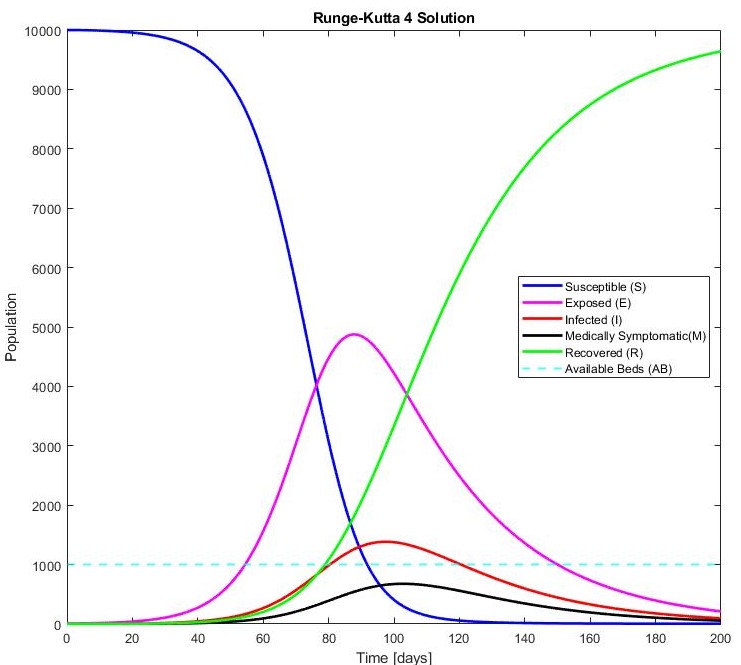 Runge-Kutta 4 Solution
10000
9000
8000
7000
6000
5000
4000
3000
2000
1000
0
Population
Susceptible (S)
Exposed (E)
Infected (I)
Medically Symptomatic(M)
Recovered (R)
Available Beds (AB)
0 20 40 60 80 100 120 140 160 180 200
Time [days]